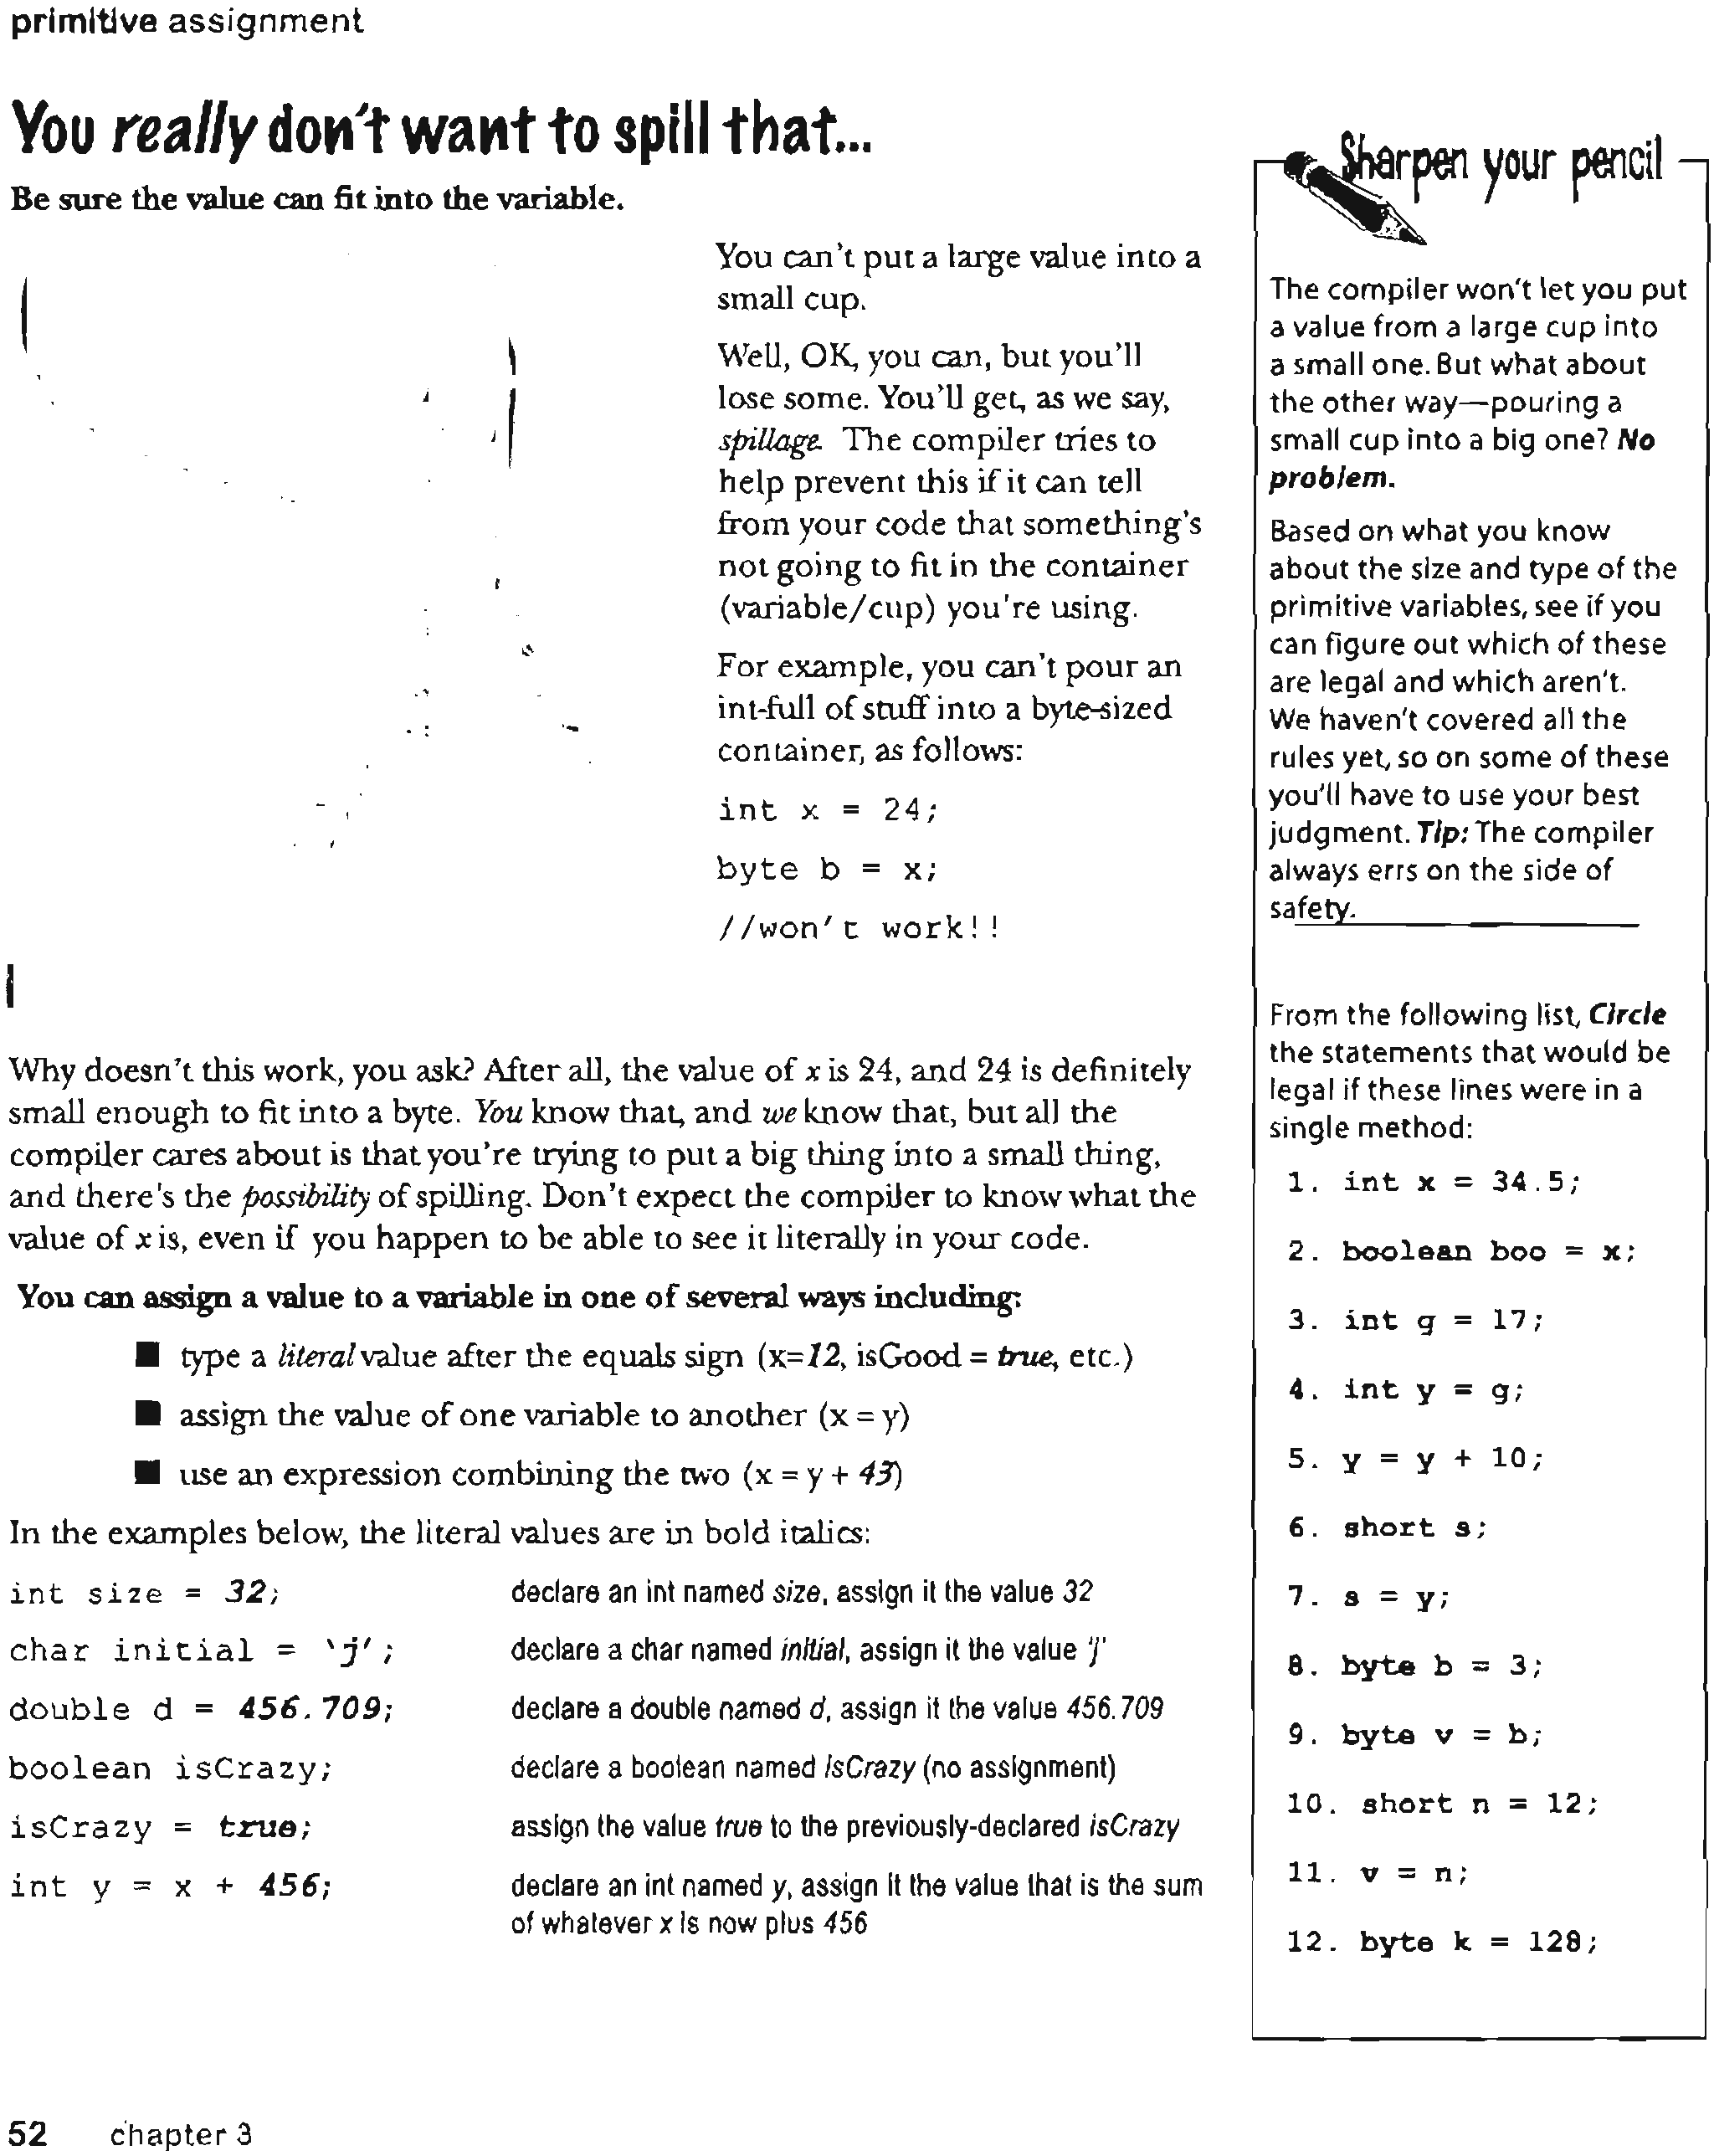 primitive assignment
You really don't want to spill that...
Be sure the value can fit into the variable.
You can't put a large value into a
small cup.
Well, OK, you can, but you'll
lose some. You'll get, as we say,
spillage. The compiler tries to
help prevent this if it can tell
from your code that something's
not going to fit in the container
(variable/cup) you're using.
For example, you can't pour an
int-full of stuff into a byte-sized
container, as follows:
int x = 24;
byte b = x;
//won't work!!
Why doesn't this work, you ask? After all, the value of x is 24, and 24 is definitely
small enough to fit into a byte. You know that, and we know that, but all the
compiler cares about is that you're trying to put a big thing into a small thing,
and there's the possibility of spilling. Don't expect the compiler to know what the
value of x is, even if you happen to be able to see it literally in your code.
You can assign a value to a variable in one of several ways including:
■ type a literal value after the equals sign (x=12, isGood = true, etc.)
■ assign the value of one variable to another (x = y)
■ use an expression combining the two (x = y + 43)
In the examples below, the literal values are in bold italics:
int size = 32; declare an int named size, assign it the value 32
char initial = 'j'; declare a char named initial, assign it the value 'j'
double d = 456.709; declare a double named d, assign it the value 456.709
boolean isCrazy; declare a boolean named isCrazy (no assignment)
isCrazy = true; assign the value true to the previously-declared isCrazy
int y = x + 456; declare an int named y, assign it the value that is the sum
of whatever x is now plus 456
Sharpen your pencil
The compiler won't let you put
a value from a large cup into
a small one. But what about
the other way—pouring a
small cup into a big one? No
problem.
Based on what you know
about the size and type of the
primitive variables, see if you
can figure out which of these
are legal and which aren't.
We haven't covered all the
rules yet, so on some of these
you'll have to use your best
judgment. Tip: The compiler
always errs on the side of
safety.
From the following list, Circle
the statements that would be
legal if these lines were in a
single method:
1. int x = 34.5;
2. boolean boo = x;
3. int g = 17;
4. int y = g;
5. y = y + 10;
6. short s;
7. s = y;
8. byte b = 3;
9. byte v = b;
10. short n = 12;
11. v = n;
12. byte k = 128;
52 chapter 3